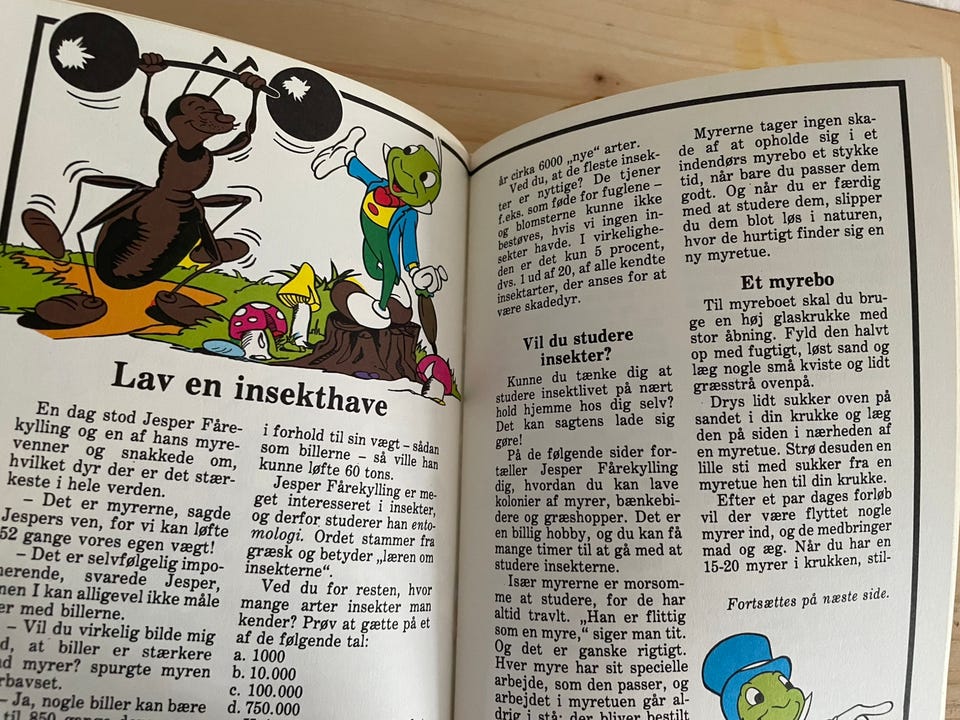 Lav en insekthave
En dag stod Jesper Fåre-
kylling og en af hans myre-
venner og snakkede om,
hvilket dyr der er det stær-
keste i hele verden.
– Det er myrerne, sagde
Jespers ven, for vi kan løfte
52 gange vores egen vægt!
– Det er selvfølgelig impo-
nerende, svarede Jesper,
men I kan alligevel ikke måle
er med billerne.
– Vil du virkelig bilde mig
d, at biller er stærkere
nd myrer? spurgte myren
rbavset.
– Ja, nogle biller kan bære
til 850 gange
i forhold til sin vægt – sådan
som billerne – så ville han
kunne løfte 60 tons.
Jesper Fårekylling er me-
get interesseret i insekter,
og derfor studerer han ento-
mologi. Ordet stammer fra
græsk og betyder „læren om
insekterne“.
Ved du for resten, hvor
mange arter insekter man
kender? Prøv at gætte på et
af de følgende tal:
a. 1000
b. 10.000
c. 100.000
d. 750.000
år cirka 6000 „nye“ arter.
Ved du, at de fleste insek-
ter er nyttige? De tjener
f.eks. som føde for fuglene –
og blomsterne kunne ikke
bestøves, hvis vi ingen in-
sekter havde. I virkelighe-
den er det kun 5 procent,
dvs. 1 ud af 20, af alle kendte
insektarter, der anses for at
være skadedyr.
Vil du studere
insekter?
Kunne du tænke dig at
studere insektlivet på nært
hold hjemme hos dig selv?
Det kan sagtens lade sig
gøre!
På de følgende sider for-
tæller Jesper Fårekylling
dig, hvordan du kan lave
kolonier af myrer, bænkebi-
dere og græshopper. Det er
en billig hobby, og du kan få
mange timer til at gå med at
studere insekterne.
Især myrerne er morsom-
me at studere, for de har
altid travlt. „Han er flittig
som en myre,“ siger man tit.
Og det er ganske rigtigt.
Hver myre har sit specielle
arbejde, som den passer, og
arbejdet i myretuen går al-
drig i stå; der bliver bestilt
Myrerne tager ingen ska-
de af at opholde sig i et
indendørs myrebo et stykke
tid, når bare du passer dem
godt. Og når du er færdig
med at studere dem, slipper
du dem blot løs i naturen,
hvor de hurtigt finder sig en
ny myretue.
Et myrebo
Til myreboet skal du bru-
ge en høj glaskrukke med
stor åbning. Fyld den halvt
op med fugtigt, løst sand og
læg nogle små kviste og lidt
græsstrå ovenpå.
Drys lidt sukker oven på
sandet i din krukke og læg
den på siden i nærheden af
en myretue. Strø desuden en
lille sti med sukker fra en
myretue hen til din krukke.
Efter et par dages forløb
vil der være flyttet nogle
myrer ind, og de medbringer
mad og æg. Når du har en
15-20 myrer i krukken, stil-
Fortsættes på næste side.